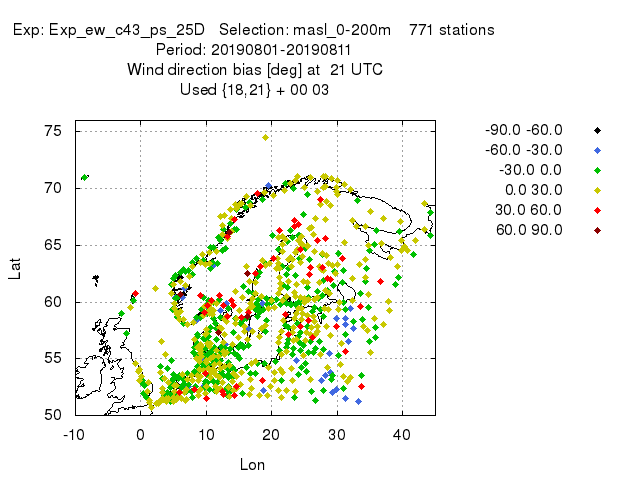 Exp: Exp_ew_c43_ps_25D   Selection: masl_0-200m    771 stations
Period: 20190801-20190811
Wind direction bias [deg] at  21 UTC
Used {18,21} + 00 03
75
70
65
60
55
50
Lat
-10 0 10 20 30 40
Lon
-90.0 -60.0
-60.0 -30.0
-30.0 0.0
0.0 30.0
30.0 60.0
60.0 90.0